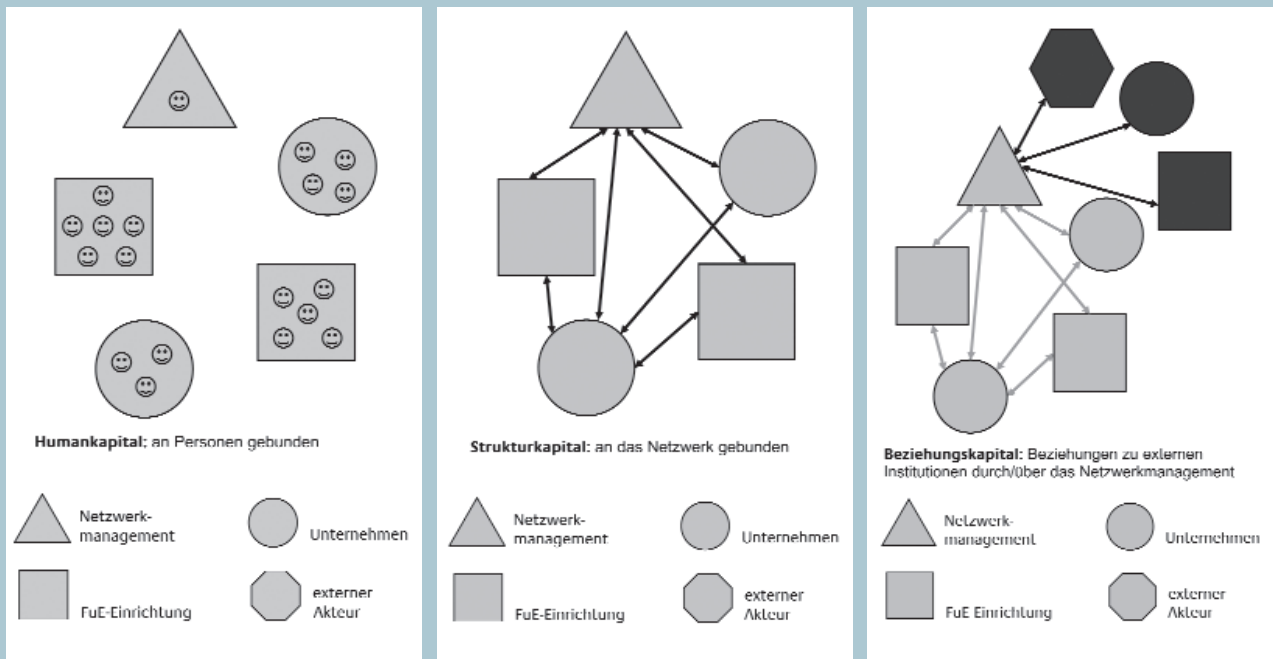 Humankapital: an Personen gebunden
Netzwerk-
management
Unternehmen
FuE-Einrichtung
externer
Akteur
Strukturkapital: an das Netzwerk gebunden
Netzwerk-
management
Unternehmen
FuE-Einrichtung
externer
Akteur
Beziehungskapital: Beziehungen zu externen
Institutionen durch/über das Netzwerkmanagement
Netzwerk-
management
Unternehmen
FuE Einrichtung
externer
Akteur